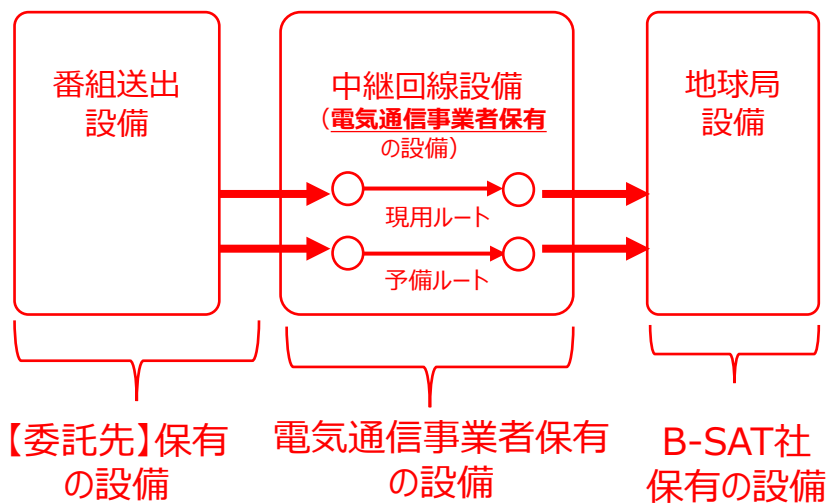 番組送出
設備
中継回線設備
（電気通信事業者保有
の設備）
現用ルート
予備ルート
地球局
設備
【委託先】保有
の設備
電気通信事業者保有
の設備
B-SAT社
保有の設備